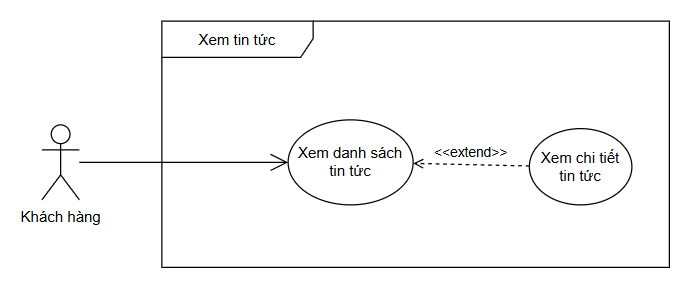 Xem tin tức
Xem danh sách
tin tức
<<extend>>
Xem chi tiết
tin tức
Khách hàng